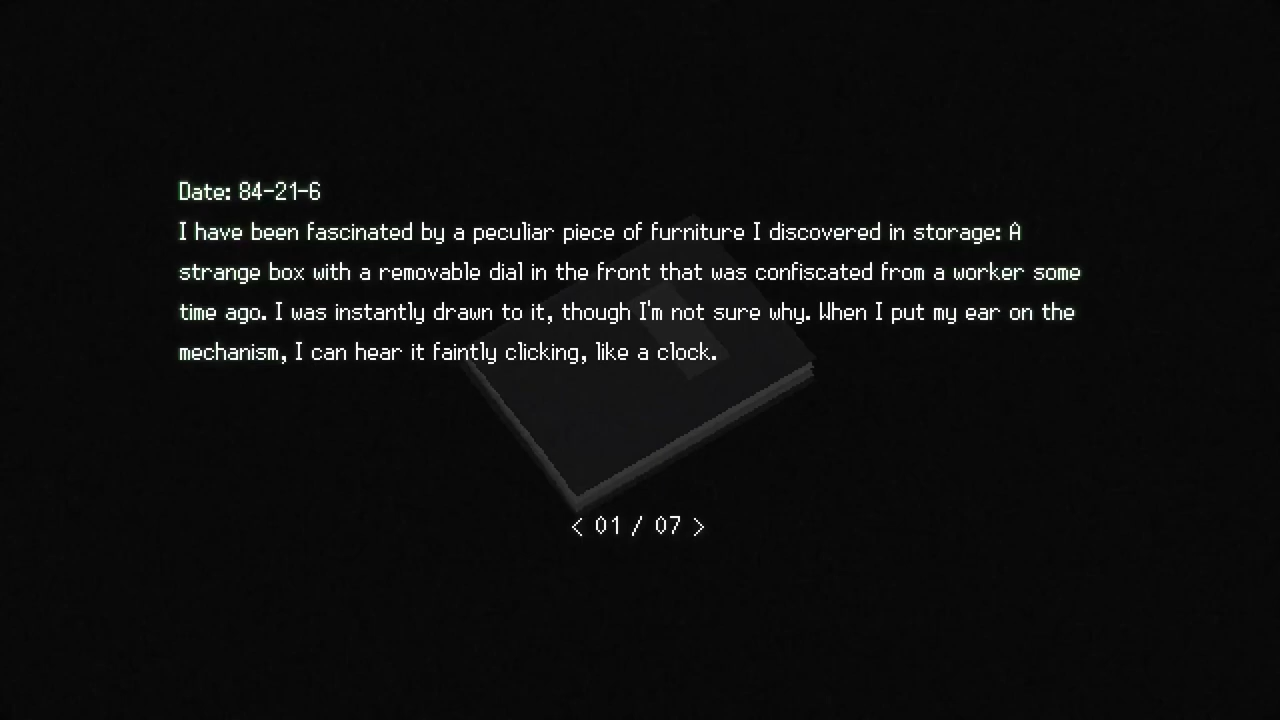 Date: 84-21-6
I have been fascinated by a peculiar piece of furniture I discovered in storage: A
strange box with a removable dial in the front that was confiscated from a worker some
time ago. I was instantly drawn to it, though I'm not sure why. When I put my ear on the
mechanism, I can hear it faintly clicking, like a clock.
< 01 / 07 >